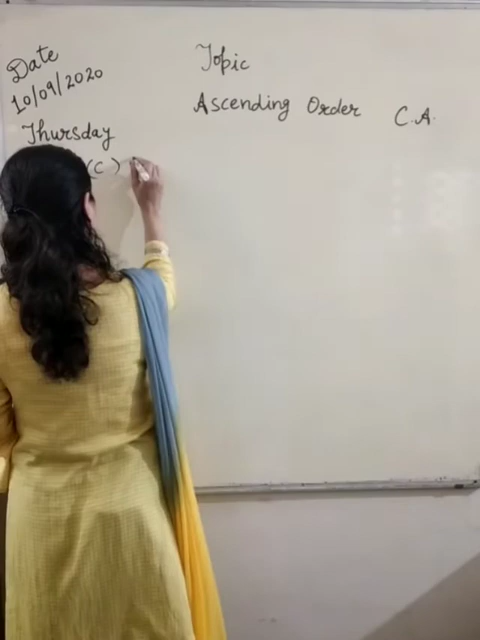 Date
10/09/2020
Thursday
Topic
Ascending Order C.A.
(C)